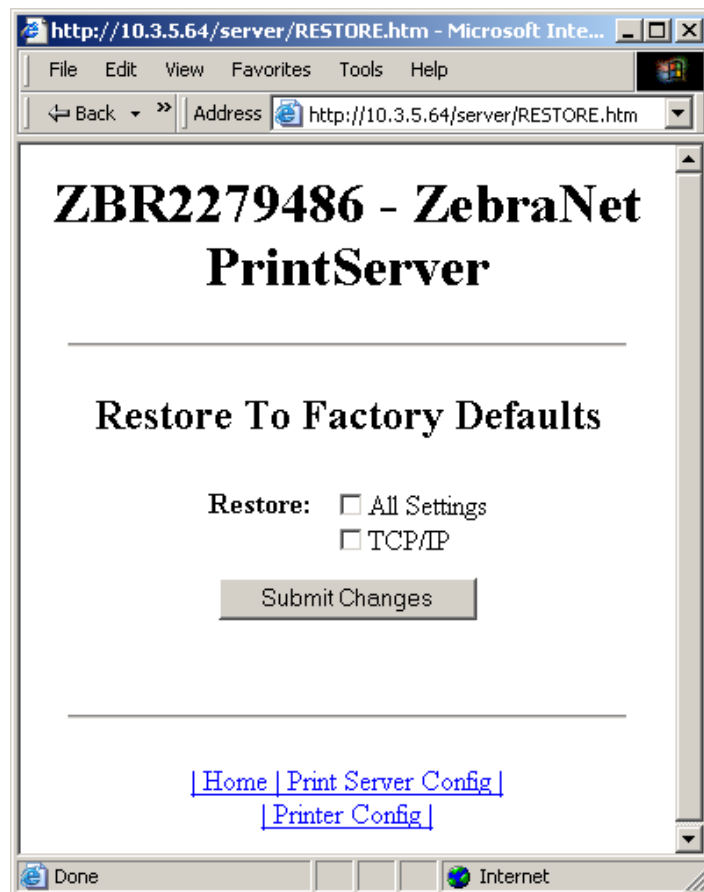 http://10.3.5.64/server/RESTORE.htm - Microsoft Inte...
File Edit View Favorites Tools Help
Back » Address http://10.3.5.64/server/RESTORE.htm
ZBR2279486 - ZebraNet
PrintServer
Restore To Factory Defaults
Restore: All Settings
TCP/IP
Submit Changes
| Home | Print Server Config |
| Printer Config |
Done Internet